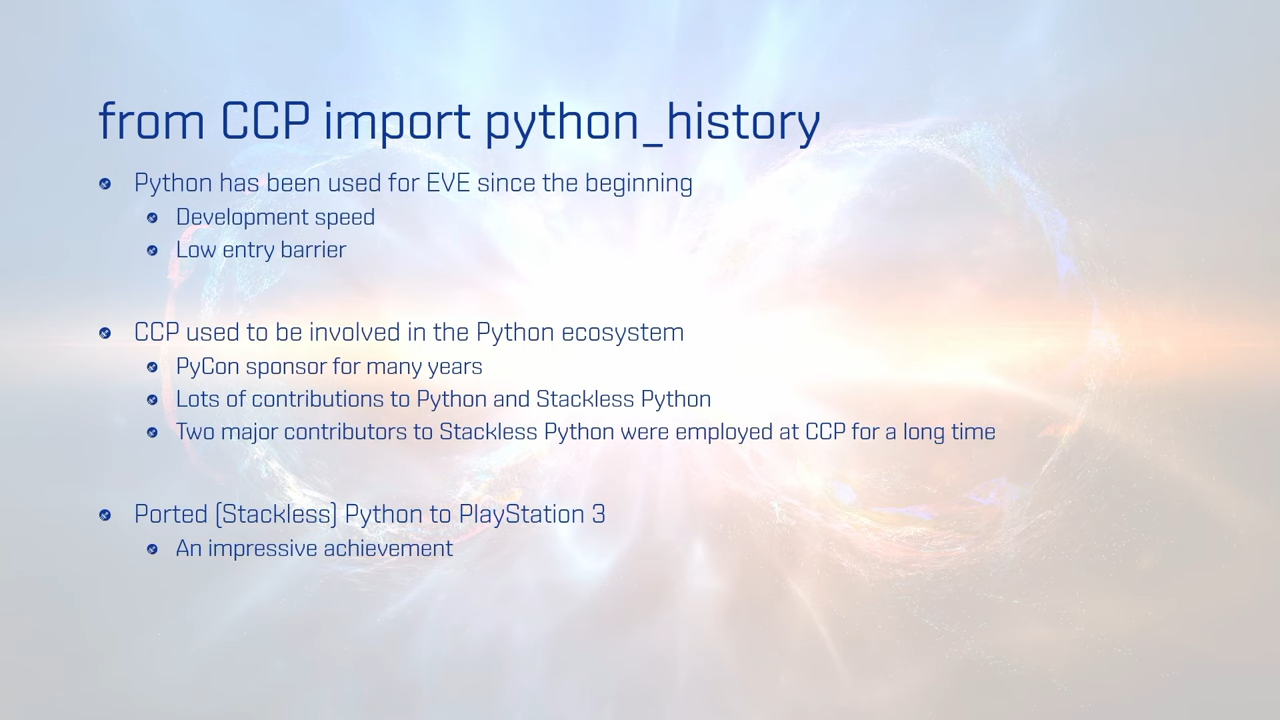 from CCP import python_history
Python has been used for EVE since the beginning
Development speed
Low entry barrier
CCP used to be involved in the Python ecosystem
PyCon sponsor for many years
Lots of contributions to Python and Stackless Python
Two major contributors to Stackless Python were employed at CCP for a long time
Ported (Stackless) Python to PlayStation 3
An impressive achievement